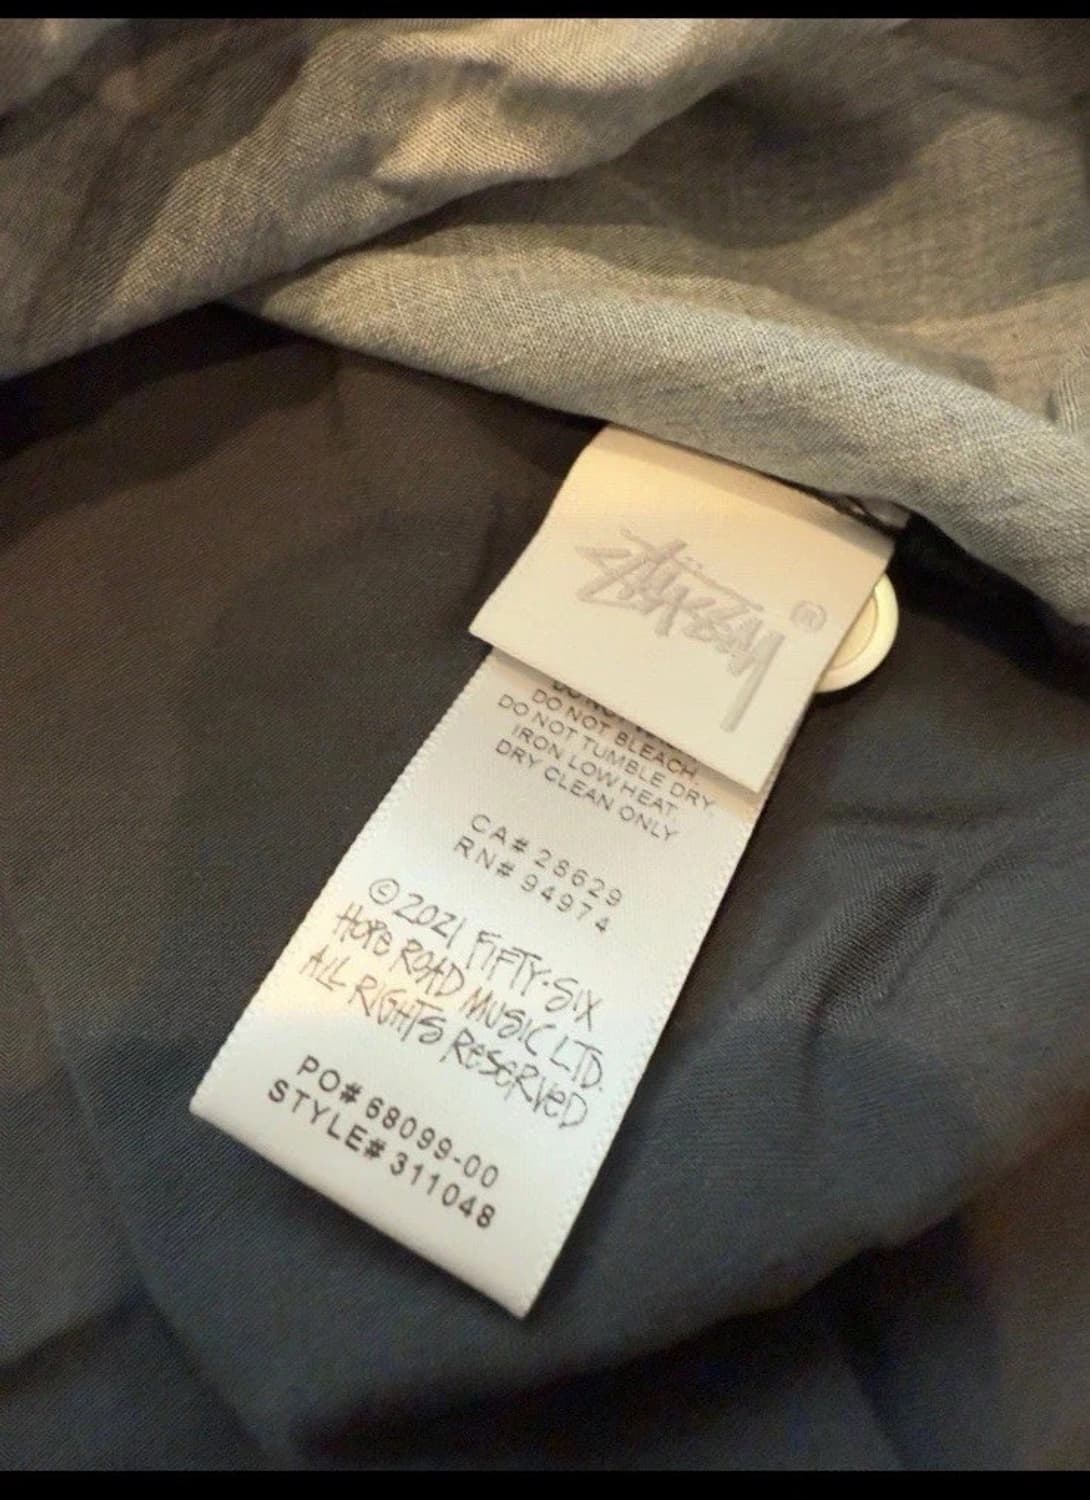 Stüssy ®
DO NOT BLEACH.
DO NOT TUMBLE DRY.
IRON LOW HEAT.
DRY CLEAN ONLY
CA# 28629
RN# 94974
© 2021 FIFTY-SIX
HOPE ROAD MUSIC LTD.
ALL RIGHTS RESERVED
PO# 68099-00
STYLE# 311048